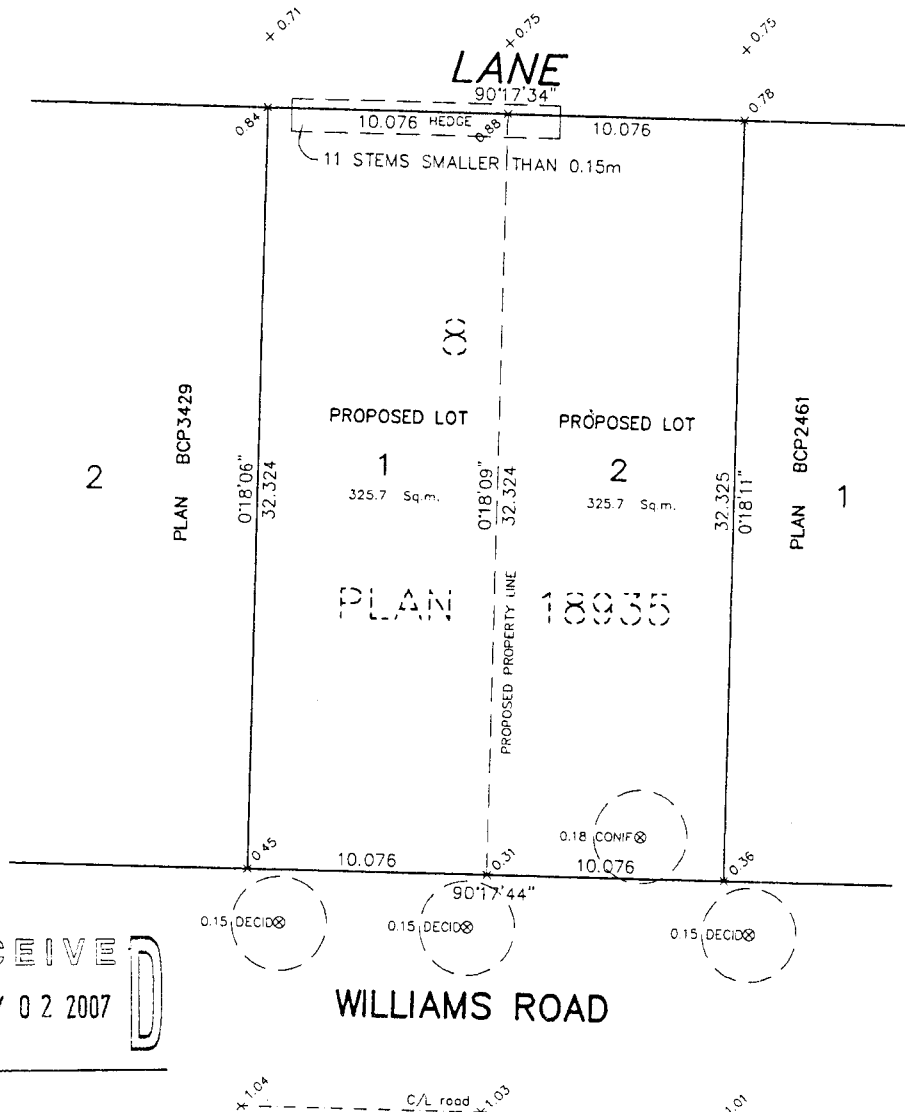 + 0.71
+ 0.75
+ 0.75
LANE
90°17'34"
0.84
10.076 HEDGE
0.88
10.076
0.78
11 STEMS SMALLER THAN 0.15m
8
PROPOSED LOT
1
325.7 Sq.m.
PROPOSED LOT
2
325.7 Sq.m.
2
PLAN BCP3429
0°18'06"
32.324
0°18'09"
32.324
32.325
0°18'11"
PLAN BCP2461
1
PLAN 18935
PROPOSED PROPERTY LINE
0.18 CONIF
0.45
10.076
0.31
10.076
0.36
90°17'44"
0.15 DECID
0.15 DECID
0.15 DECID
CEIVED
Y 02 2007
WILLIAMS ROAD
1.04
C/L road
1.03
1.01